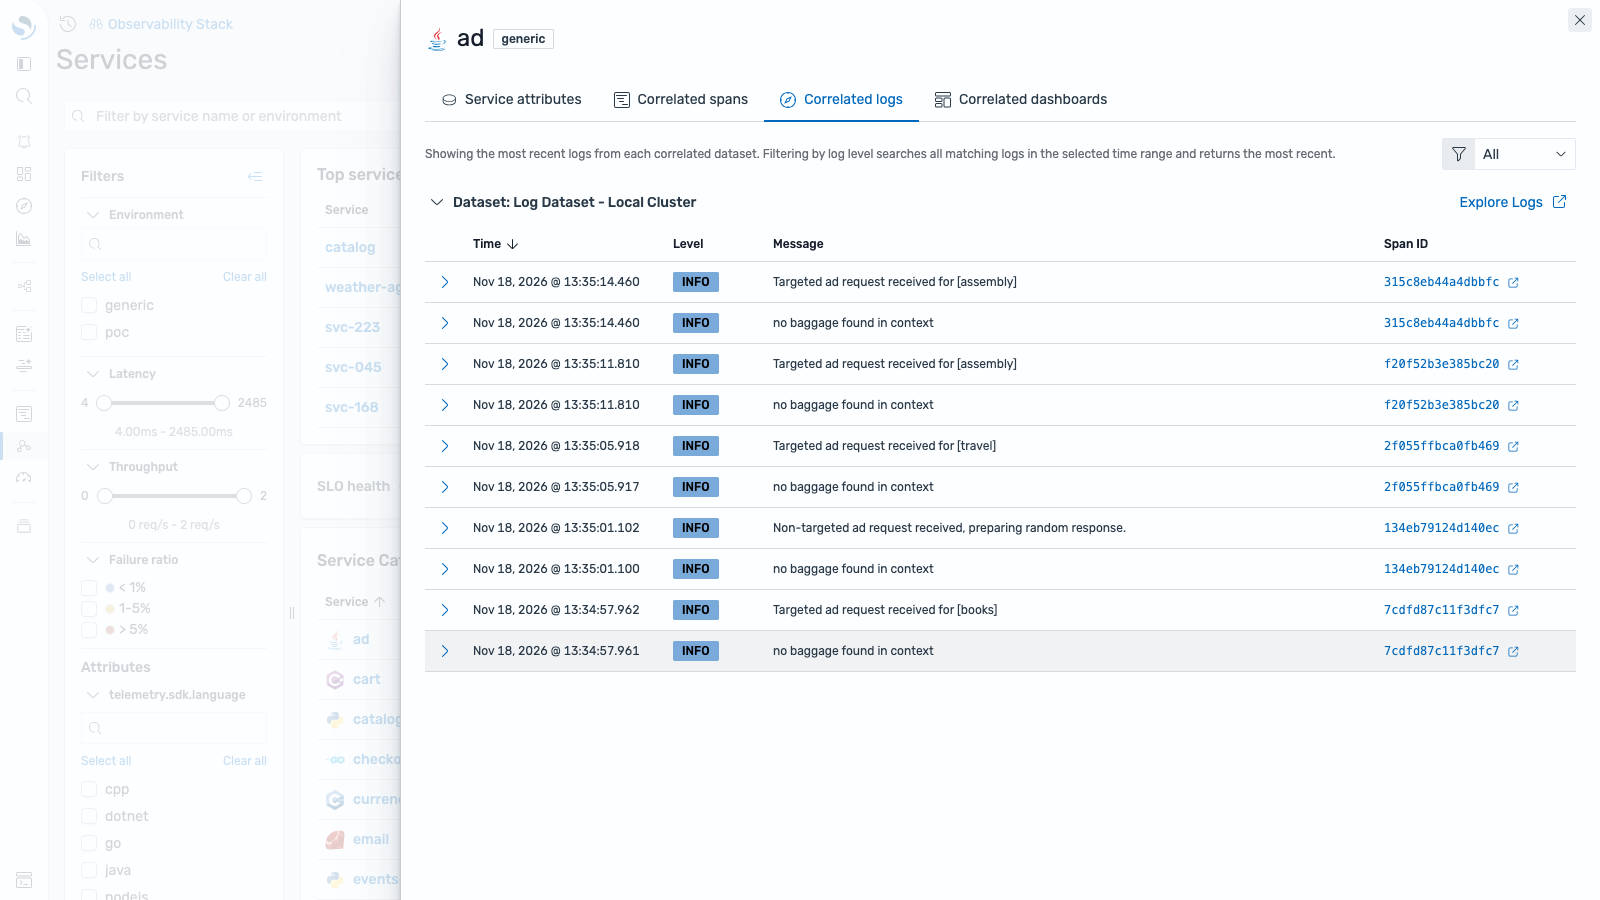 Observability Stack
Services
Filter by service name or environment
Filters
Environment
Select all
Clear all
generic
poc
Latency
4
2485
4.00ms - 2485.00ms
Throughput
0
2
0 req/s - 2 req/s
Failure ratio
< 1%
1-5%
> 5%
Attributes
telemetry.sdk.language
Select all
Clear all
cpp
dotnet
go
java
nodejs
Top service
Service
catalog
weather-ag
svc-223
svc-045
svc-168
SLO health
Service Cat
Service
ad
cart
catalog
checko
curren
email
events
ad
generic
Service attributes
Correlated spans
Correlated logs
Correlated dashboards
Showing the most recent logs from each correlated dataset. Filtering by log level searches all matching logs in the selected time range and returns the most recent.
All
Dataset: Log Dataset - Local Cluster
Explore Logs
Time Level Message Span ID
Nov 18, 2026 @ 13:35:14.460 INFO Targeted ad request received for [assembly] 315c8eb44a4dbbfc
Nov 18, 2026 @ 13:35:14.460 INFO no baggage found in context 315c8eb44a4dbbfc
Nov 18, 2026 @ 13:35:11.810 INFO Targeted ad request received for [assembly] f20f52b3e385bc20
Nov 18, 2026 @ 13:35:11.810 INFO no baggage found in context f20f52b3e385bc20
Nov 18, 2026 @ 13:35:05.918 INFO Targeted ad request received for [travel] 2f055ffbca0fb469
Nov 18, 2026 @ 13:35:05.917 INFO no baggage found in context 2f055ffbca0fb469
Nov 18, 2026 @ 13:35:01.102 INFO Non-targeted ad request received, preparing random response. 134eb79124d140ec
Nov 18, 2026 @ 13:35:01.100 INFO no baggage found in context 134eb79124d140ec
Nov 18, 2026 @ 13:34:57.962 INFO Targeted ad request received for [books] 7cdfd87c11f3dfc7
Nov 18, 2026 @ 13:34:57.961 INFO no baggage found in context 7cdfd87c11f3dfc7